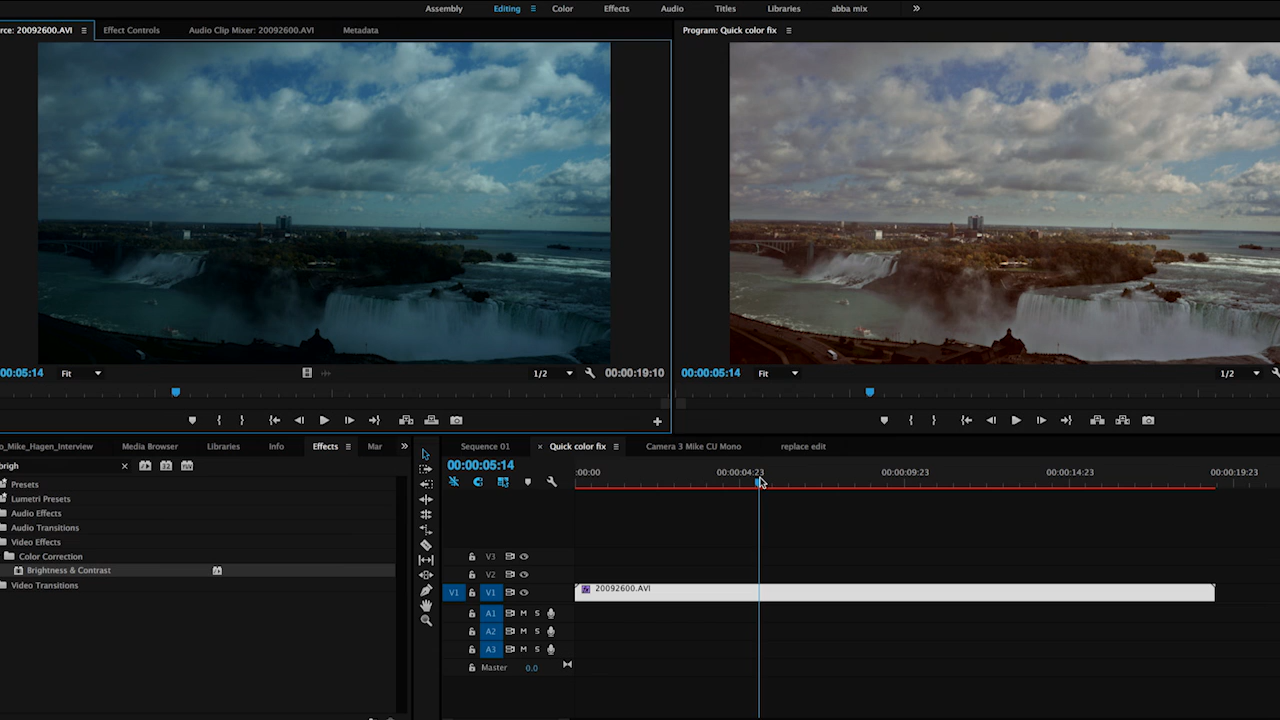 Assembly Editing Color Effects Audio Titles Libraries abba mix
rce: 20092600.AVI Effect Controls Audio Clip Mixer: 20092600.AVI Metadata
Program: Quick color fix
00:00:05:14 Fit 1/2 00:00:19:10
00:00:05:14 Fit 1/2
o_Mike_Hagen_Interview Media Browser Libraries Info Effects Mar
Sequence 01 × Quick color fix Camera 3 Mike CU Mono replace edit
brigh
00:00:05:14
:00:00 00:00:04:23 00:00:09:23 00:00:14:23 00:00:19:23
Presets
Lumetri Presets
Audio Effects
Audio Transitions
Video Effects
Color Correction
Brightness & Contrast
Video Transitions
V3
V2
V1 V1 20092600.AVI
A1 M S
A2 M S
A3 M S
Master 0.0